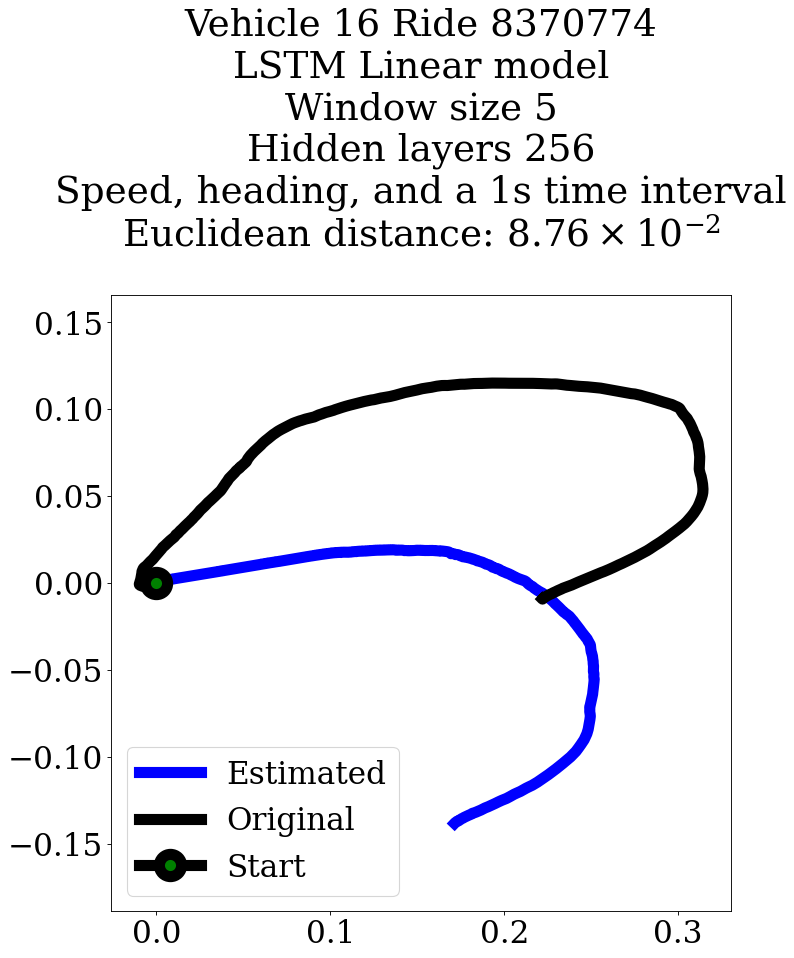 Vehicle 16 Ride 8370774
LSTM Linear model
Window size 5
Hidden layers 256
Speed, heading, and a 1s time interval
Euclidean distance: 8.76 × 10⁻²
0.15
0.10
0.05
0.00
−0.05
−0.10
−0.15
Estimated
Original
Start
0.0
0.1
0.2
0.3